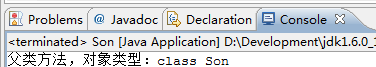 Problems @ Javadoc Declaration Console
<terminated> Son [Java Application] D:\Development\jdk1.6.0_1
父类方法，对象类型：class Son